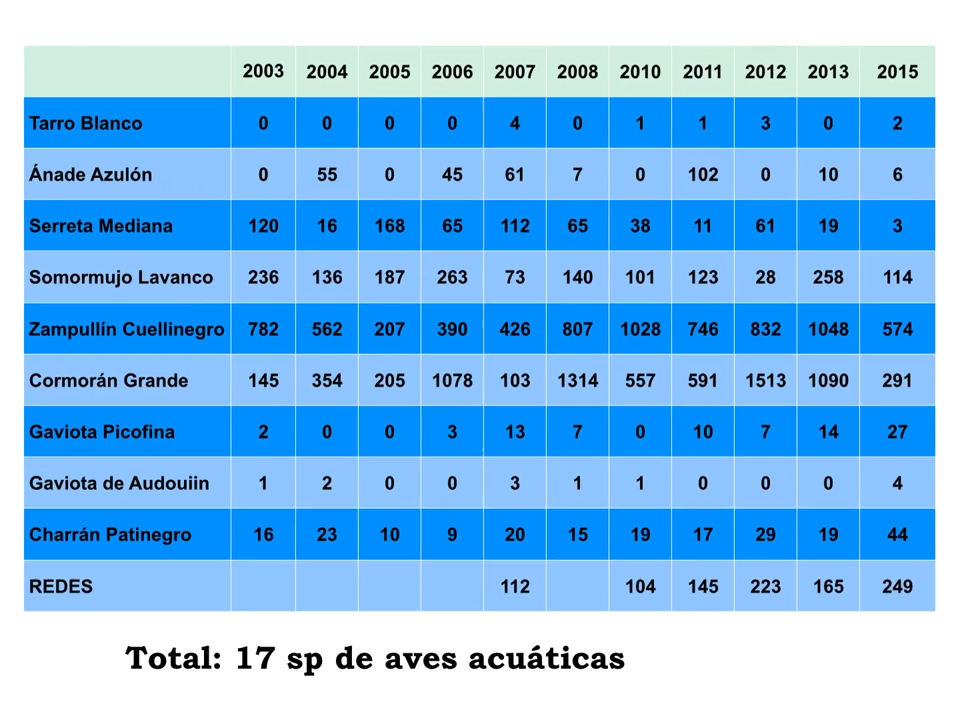 2003 2004 2005 2006 2007 2008 2010 2011 2012 2013 2015
Tarro Blanco 0 0 0 0 4 0 1 1 3 0 2
Ánade Azulón 0 55 0 45 61 7 0 102 0 10 6
Serreta Mediana 120 16 168 65 112 65 38 11 61 19 3
Somormujo Lavanco 236 136 187 263 73 140 101 123 28 258 114
Zampullín Cuellinegro 782 562 207 390 426 807 1028 746 832 1048 574
Cormorán Grande 145 354 205 1078 103 1314 557 591 1513 1090 291
Gaviota Picofina 2 0 0 3 13 7 0 10 7 14 27
Gaviota de Audouiin 1 2 0 0 3 1 1 0 0 0 4
Charrán Patinegro 16 23 10 9 20 15 19 17 29 19 44
REDES 112 104 145 223 165 249
Total: 17 sp de aves acuáticas